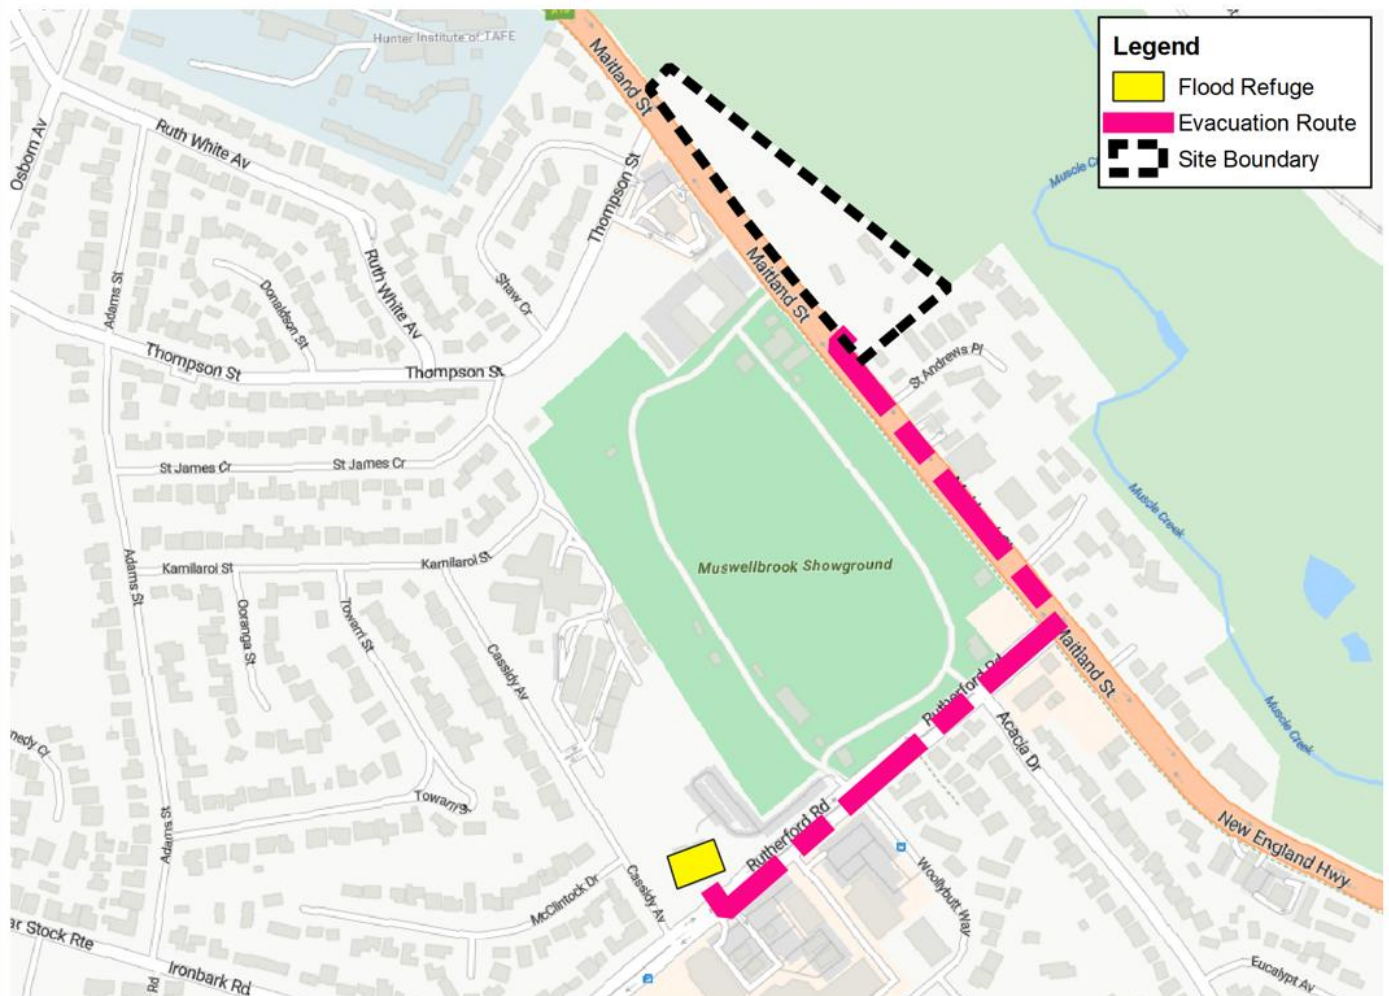 Legend
Flood Refuge
Evacuation Route
Site Boundary
Hunter Institute of TAFE
Maitland St
Osborn Av
Ruth White Av
Thompson St
Ruth White Av
Shaw Cr
Maitland St
Adams St
Donaldson St
Thompson St
Thompson St
St Andrews Pl
St James Cr
St James Cr
Muscle Creek
Muswellbrook Showground
Kamilaroi St
Kamilaroi St
Adams St
Ooranga St
Towarri St
Cassidy Av
Rutherford Rd
Maitland St
Acacia Dr
Muscle Creek
nedy Cl
Adams St
Rutherford Rd
New England Hwy
Woollybutt Way
McClintock Dr
Cassidy Av
ar Stock Rte
Ironbark Rd
Rd
Eucalypt Av